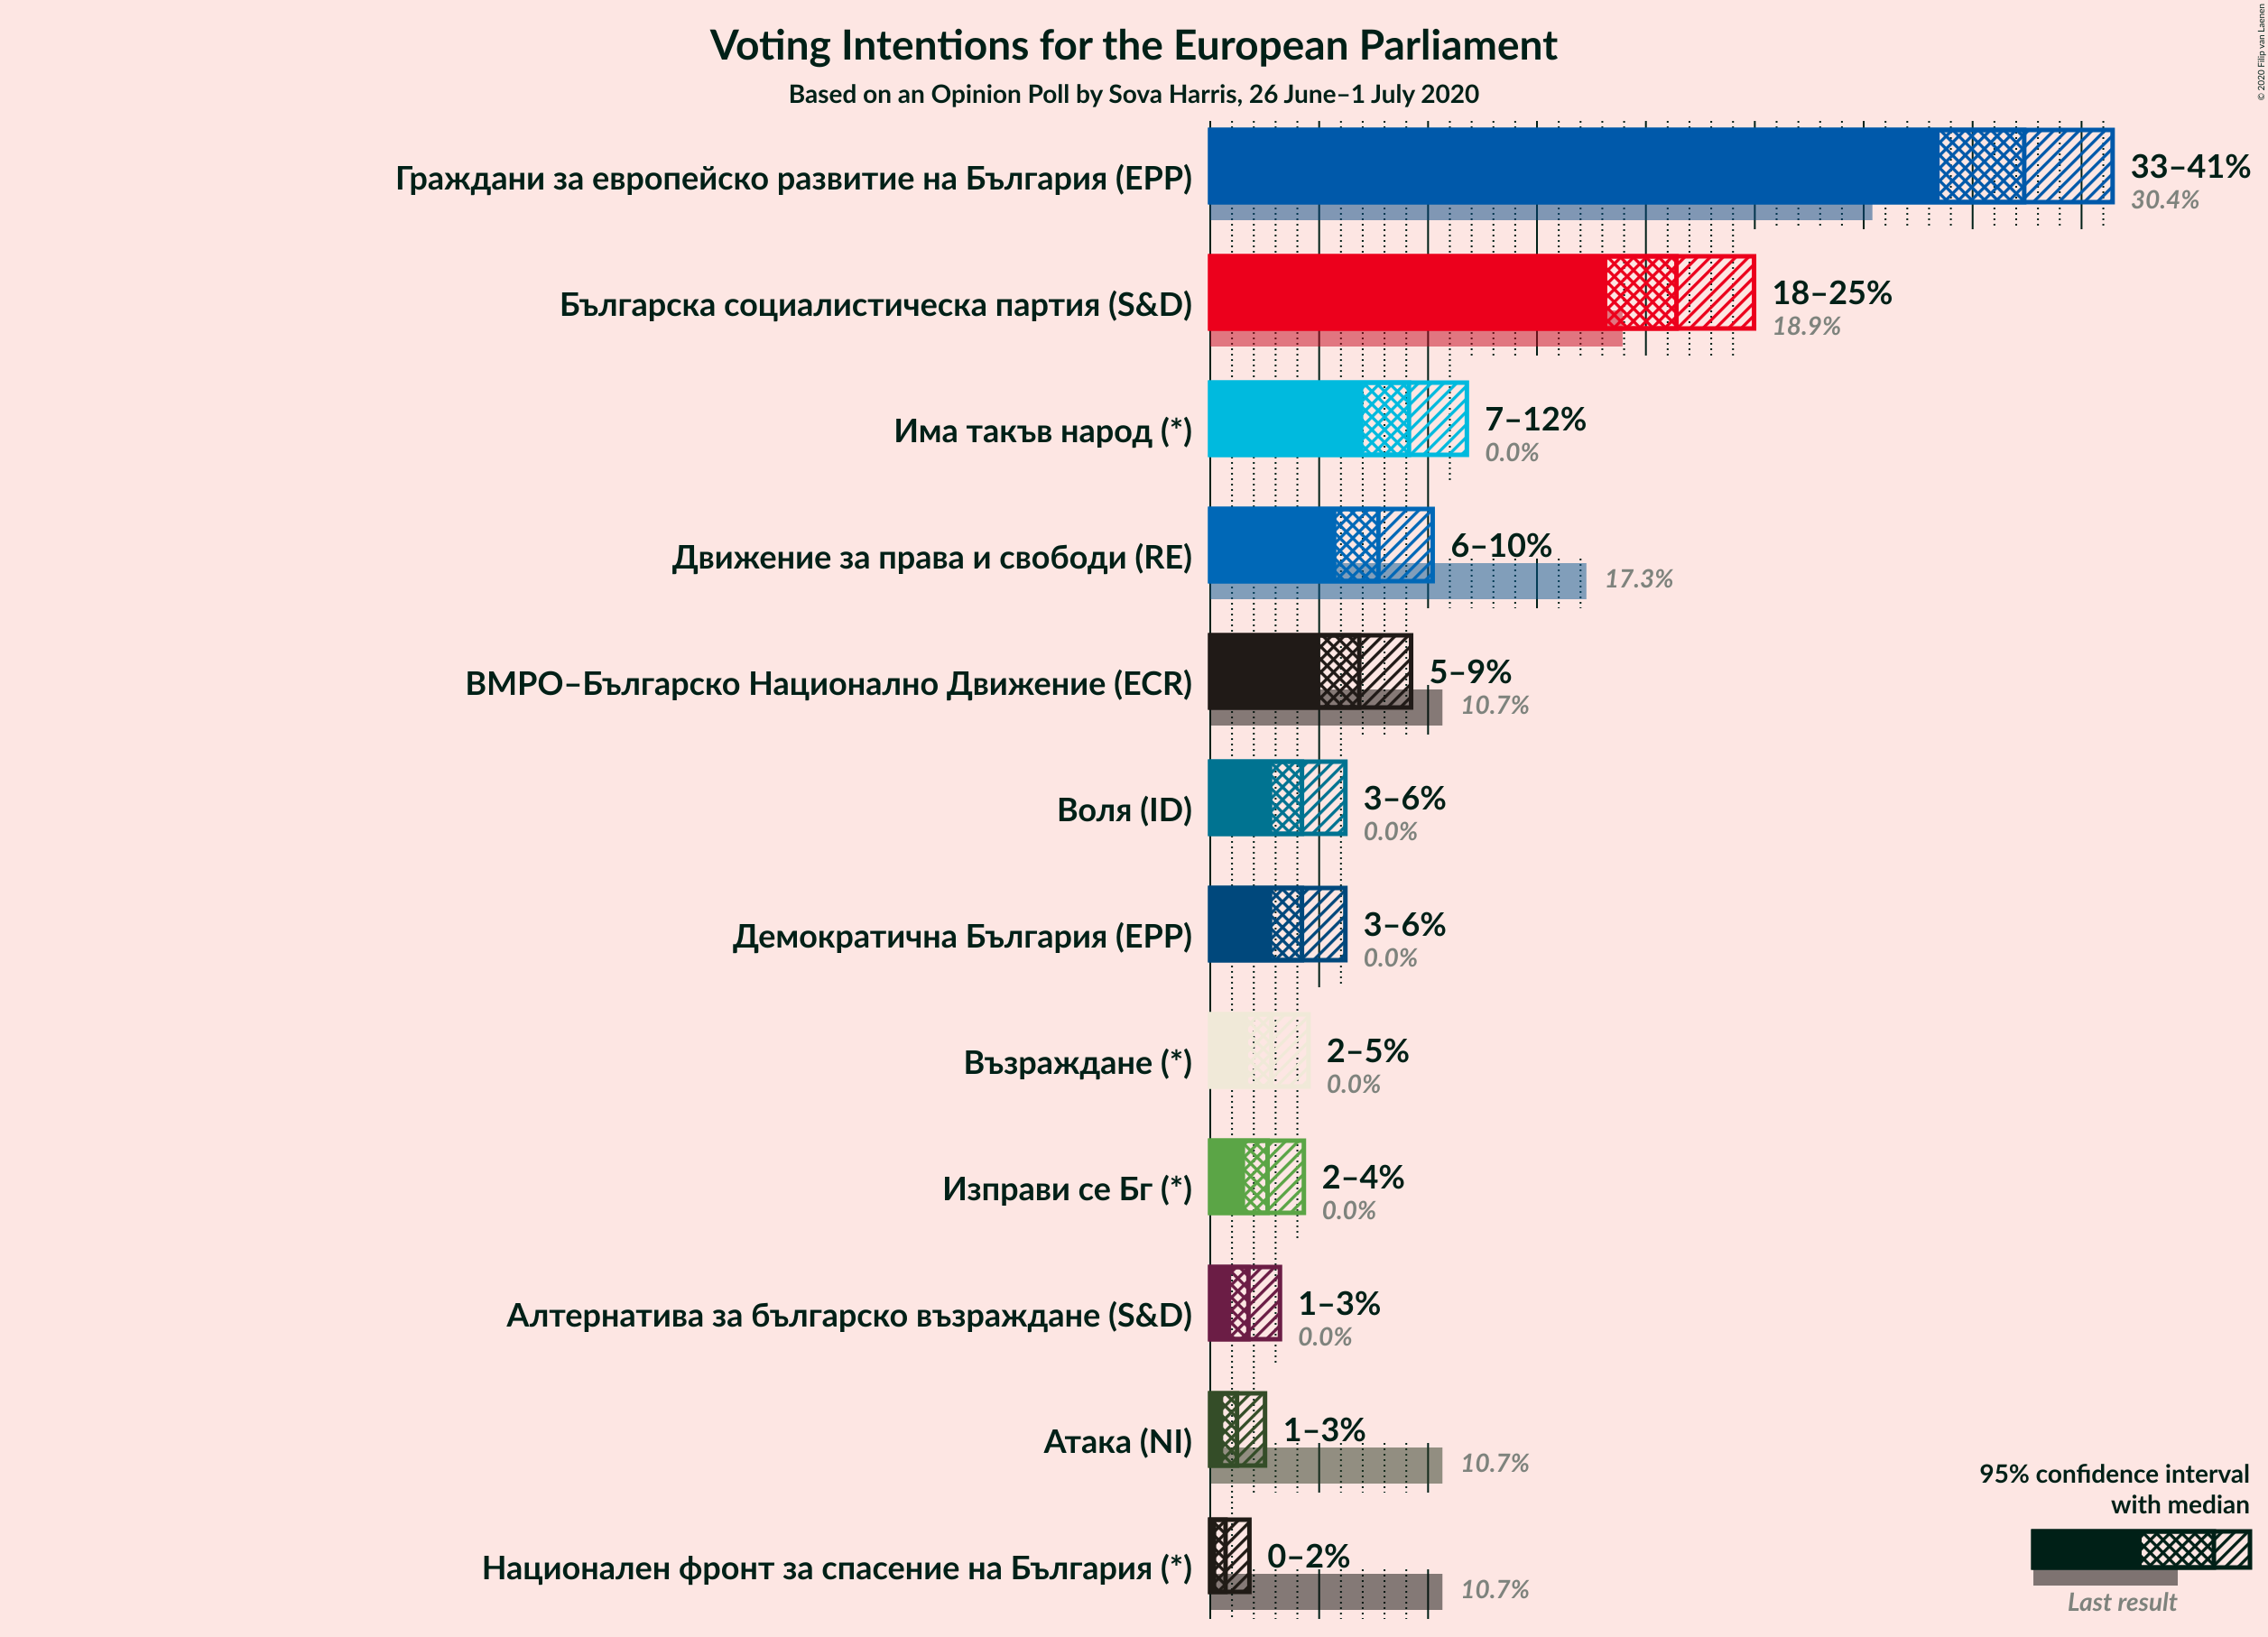 Voting Intentions for the European Parliament
Based on an Opinion Poll by Sova Harris, 26 June–1 July 2020
© 2020 Filip van Laenen
Граждани за европейско развитие на България (EPP)
33–41%
30.4%
Българска социалистическа партия (S&D)
18–25%
18.9%
Има такъв народ (*)
7–12%
0.0%
Движение за права и свободи (RE)
6–10%
17.3%
ВМРО–Българско Национално Движение (ECR)
5–9%
10.7%
Воля (ID)
3–6%
0.0%
Демократична България (EPP)
3–6%
0.0%
Възраждане (*)
2–5%
0.0%
Изправи се Бг (*)
2–4%
0.0%
Алтернатива за българско възраждане (S&D)
1–3%
0.0%
Атака (NI)
1–3%
10.7%
Национален фронт за спасение на България (*)
0–2%
10.7%
95% confidence interval
with median
Last result